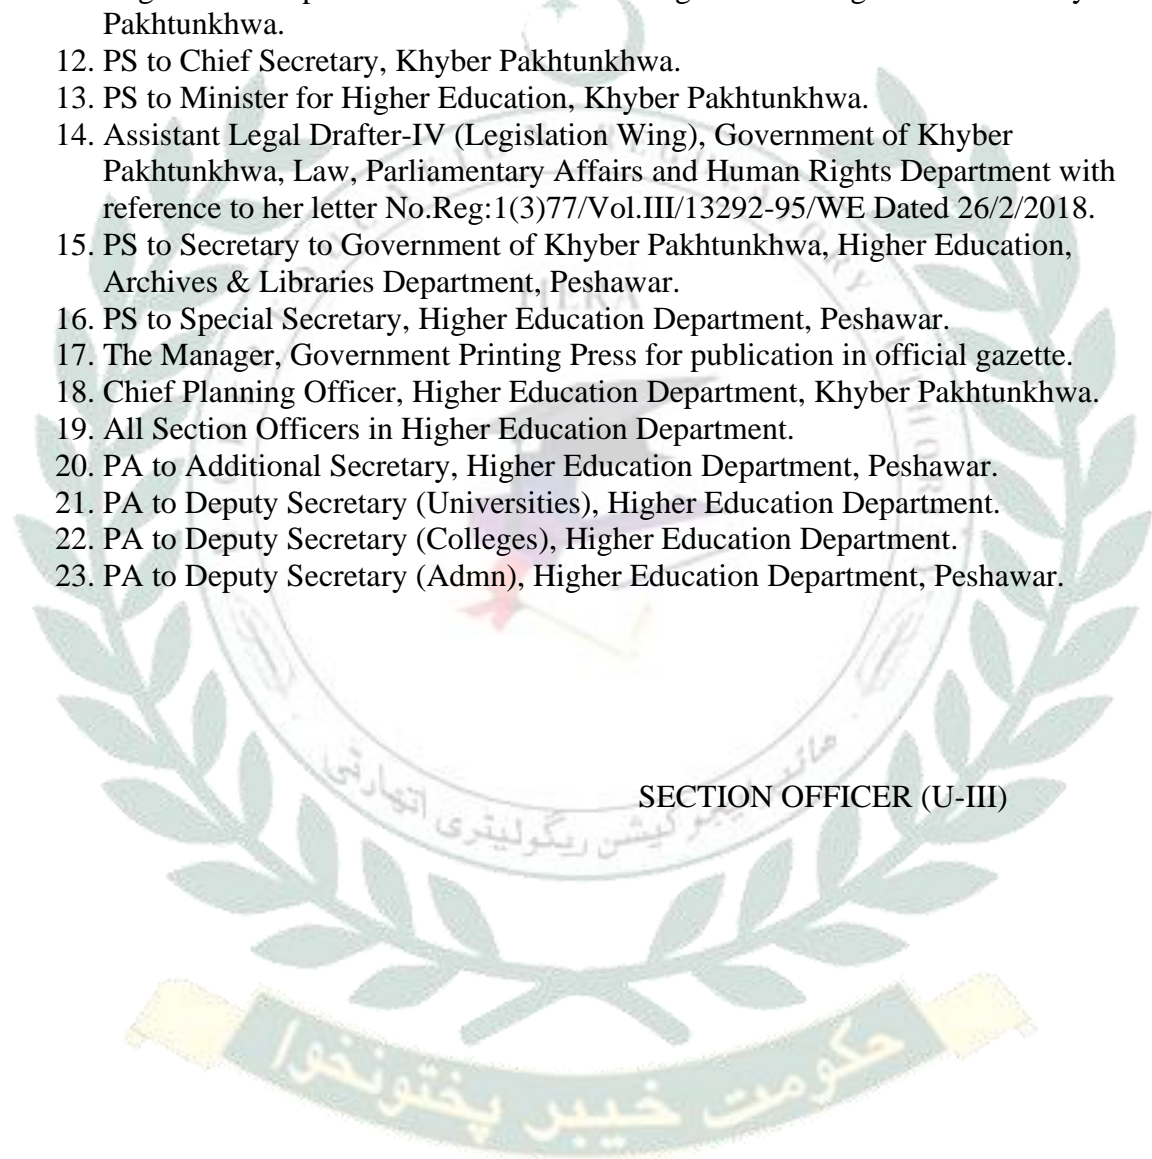 Pakhtunkhwa.
12. PS to Chief Secretary, Khyber Pakhtunkhwa.
13. PS to Minister for Higher Education, Khyber Pakhtunkhwa.
14. Assistant Legal Drafter-IV (Legislation Wing), Government of Khyber
Pakhtunkhwa, Law, Parliamentary Affairs and Human Rights Department with
reference to her letter No.Reg:1(3)77/Vol.III/13292-95/WE Dated 26/2/2018.
15. PS to Secretary to Government of Khyber Pakhtunkhwa, Higher Education,
Archives & Libraries Department, Peshawar.
16. PS to Special Secretary, Higher Education Department, Peshawar.
17. The Manager, Government Printing Press for publication in official gazette.
18. Chief Planning Officer, Higher Education Department, Khyber Pakhtunkhwa.
19. All Section Officers in Higher Education Department.
20. PA to Additional Secretary, Higher Education Department, Peshawar.
21. PA to Deputy Secretary (Universities), Higher Education Department.
22. PA to Deputy Secretary (Colleges), Higher Education Department.
23. PA to Deputy Secretary (Admn), Higher Education Department, Peshawar.
SECTION OFFICER (U-III)
ریگولیٹری اتھارٹی
حکومت خیبر پختونخوا